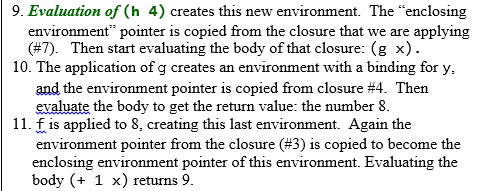 9. Evaluation of (h 4) creates this new environment. The “enclosing
environment” pointer is copied from the closure that we are applying
(#7). Then start evaluating the body of that closure: (g x).
10. The application of g creates an environment with a binding for y,
and the environment pointer is copied from closure #4. Then
evaluate the body to get the return value: the number 8.
11. f is applied to 8, creating this last environment. Again the
environment pointer from the closure (#3) is copied to become the
enclosing environment pointer of this environment. Evaluating the
body (+ 1 x) returns 9.